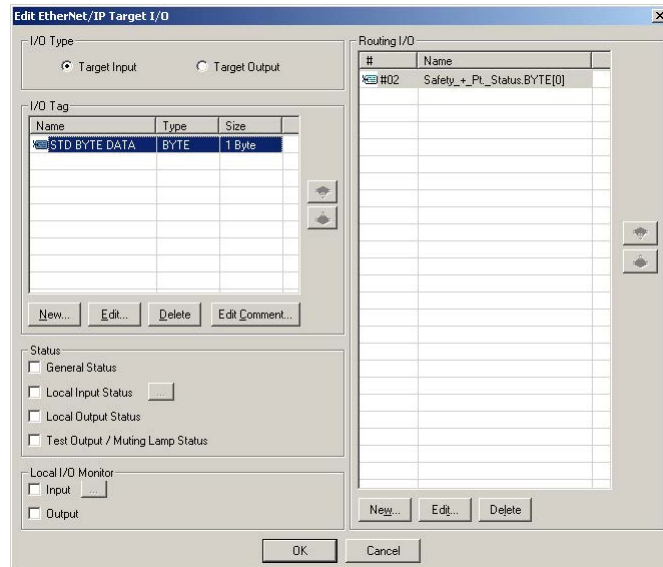 Edit EtherNet/IP Target I/O
I/O Type
Target Input
Target Output
I/O Tag
Name Type Size
STD BYTE DATA BYTE 1 Byte
New... Edit... Delete Edit Comment...
Status
General Status
Local Input Status ...
Local Output Status
Test Output / Muting Lamp Status
Local I/O Monitor
Input ...
Output
Routing I/O
# Name
#02 Safety_+_Pt._Status.BYTE[0]
New... Edit... Delete
OK Cancel